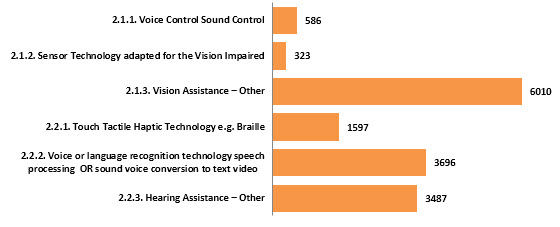 2.1.1. Voice Control Sound Control 586
2.1.2. Sensor Technology adapted for the Vision Impaired 323
2.1.3. Vision Assistance – Other 6010
2.2.1. Touch Tactile Haptic Technology e.g. Braille 1597
2.2.2. Voice or language recognition technology speech
processing OR sound voice conversion to text video 3696
2.2.3. Hearing Assistance – Other 3487